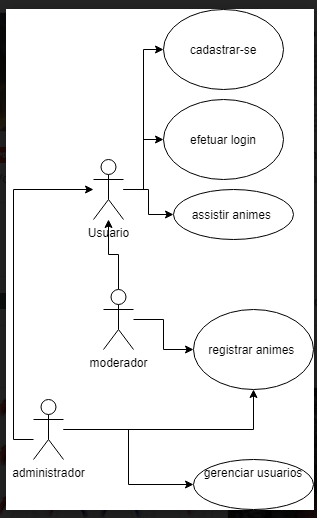 cadastrar-se
efetuar login
assistir animes
Usuario
registrar animes
moderador
administrador
gerenciar usuarios